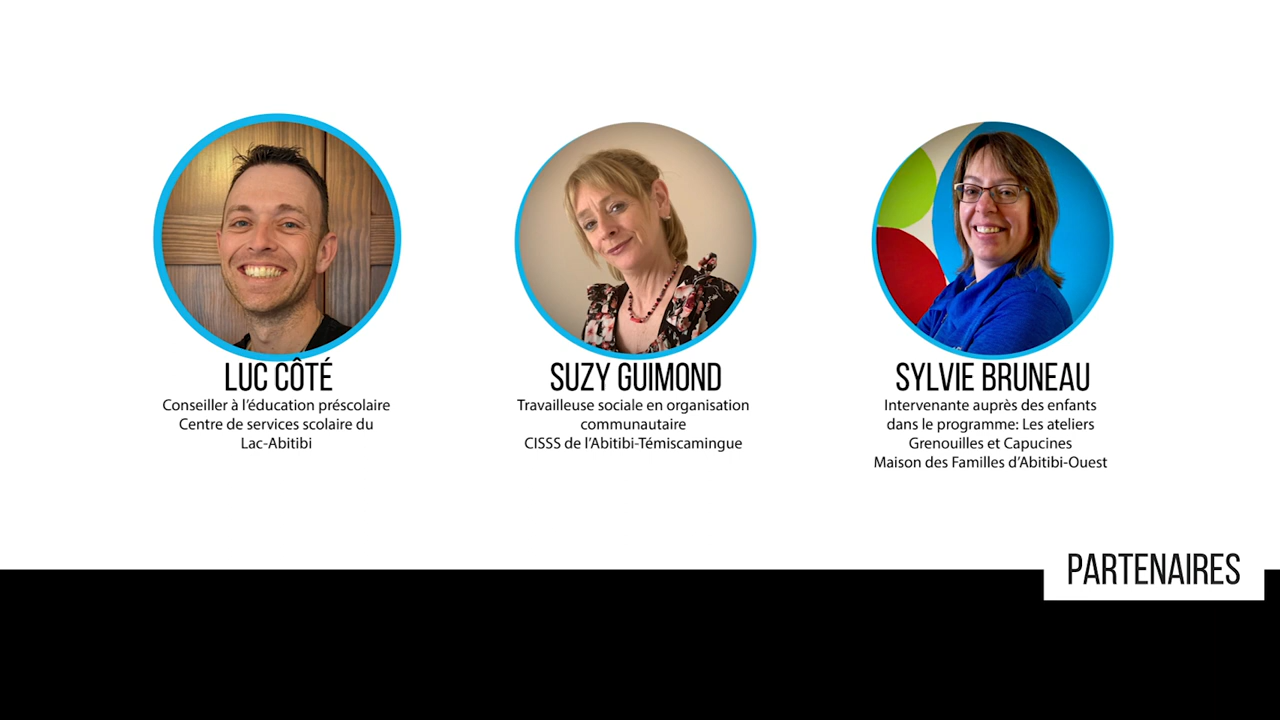 LUC CÔTÉ
Conseiller à l'éducation préscolaire
Centre de services scolaire du
Lac-Abitibi
SUZY GUIMOND
Travailleuse sociale en organisation
communautaire
CISSS de l'Abitibi-Témiscamingue
SYLVIE BRUNEAU
Intervenante auprès des enfants
dans le programme: Les ateliers
Grenouilles et Capucines
Maison des Familles d'Abitibi-Ouest
PARTENAIRES